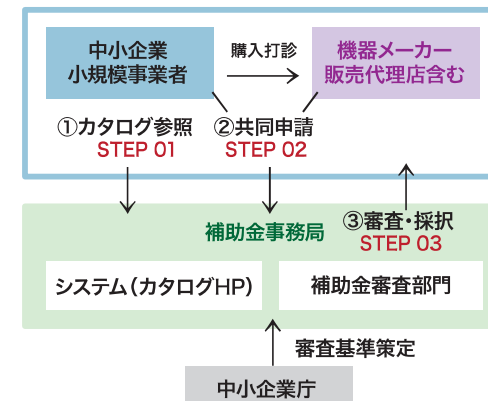 中小企業
小規模事業者
購入打診
機器メーカー
販売代理店含む
①カタログ参照
STEP 01
②共同申請
STEP 02
補助金事務局
③審査・採択
STEP 03
システム（カタログHP）
補助金審査部門
審査基準策定
中小企業庁